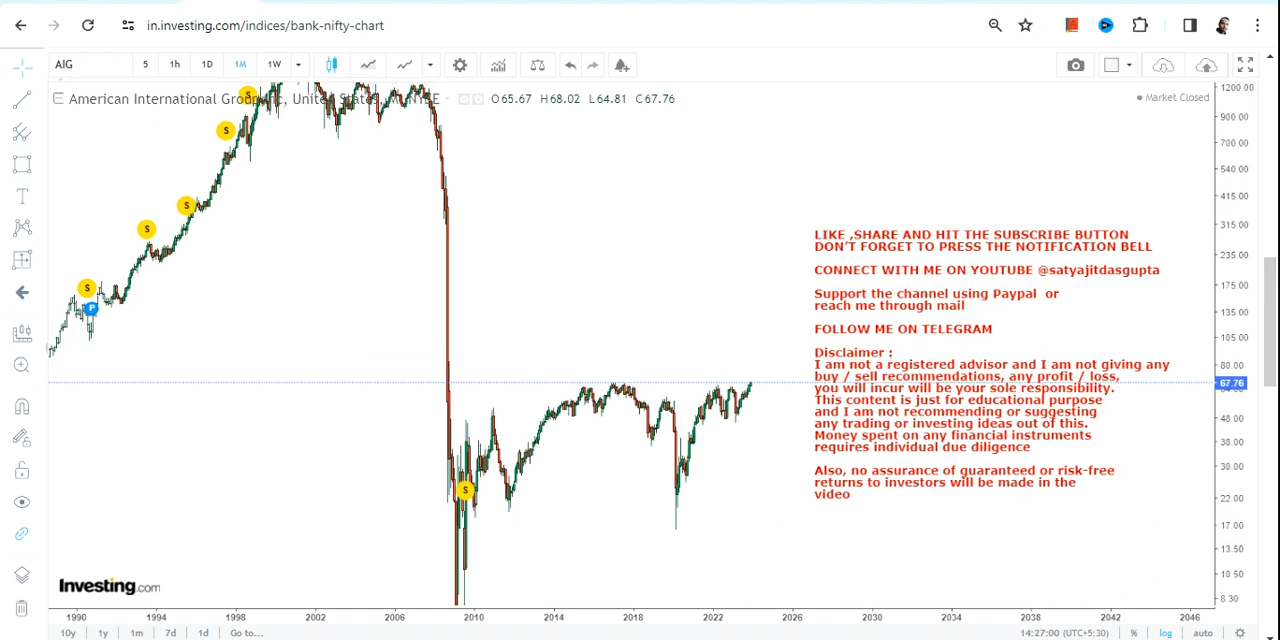 in.investing.com/indices/bank-nifty-chart
AIG
5
1h
1D
1M
1W
American International Group
United States
O65.67 H68.02 L64.81 C67.76
Market Closed
S
S
S
S
S
P
S
LIKE ,SHARE AND HIT THE SUBSCRIBE BUTTON
DON'T FORGET TO PRESS THE NOTIFICATION BELL
CONNECT WITH ME ON YOUTUBE @satyajitdasgupta
Support the channel using Paypal or
reach me through mail
FOLLOW ME ON TELEGRAM
Disclaimer :
I am not a registered advisor and I am not giving any
buy / sell recommendations, any profit / loss,
you will incur will be your sole responsibility.
This content is just for educational purpose
and I am not recommending or suggesting
any trading or investing ideas out of this.
Money spent on any financial instruments
requires individual due diligence
Also, no assurance of guaranteed or risk-free
returns to investors will be made in the
video
1200.00
900.00
700.00
540.00
415.00
315.00
235.00
175.00
135.00
105.00
80.00
67.76
48.00
38.00
30.00
22.00
17.00
13.50
10.50
8.30
Investing.com
1990 1994 1998 2002 2006 2010 2014 2018 2022 2026 2030 2034 2038 2042 2046
10y 1y 1m 7d 1d Go to... 14:27:00 (UTC+5:30) % log auto